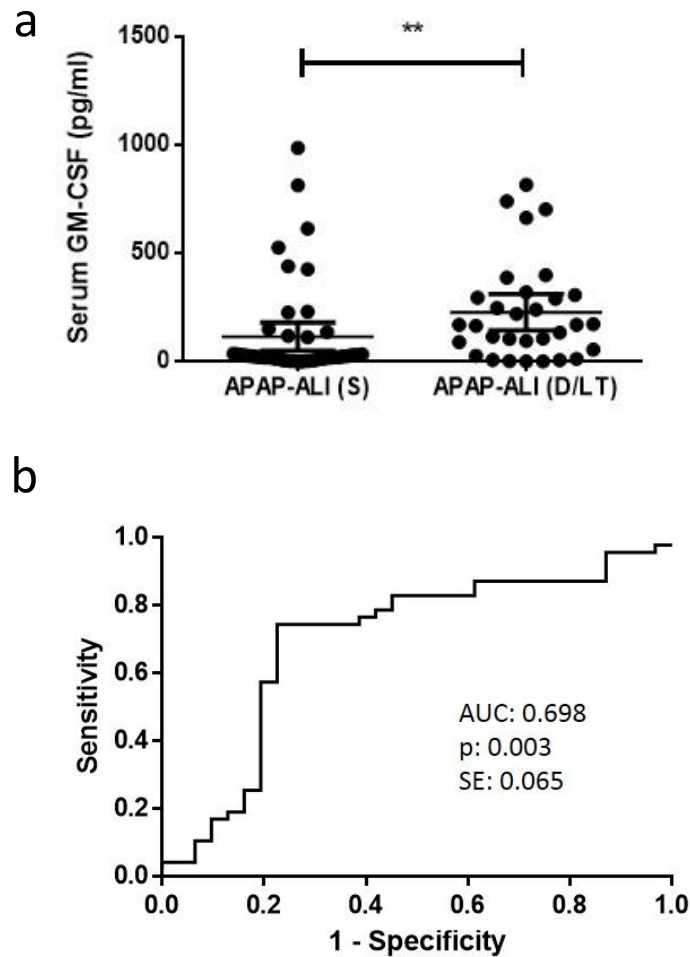 a
**
1500
1000
500
0
Serum GM-CSF (pg/ml)
APAP-ALI (S) APAP-ALI (D/LT)
b
1.0
0.8
0.6
0.4
0.2
0.0
Sensitivity
AUC: 0.698
p: 0.003
SE: 0.065
0.0 0.2 0.4 0.6 0.8 1.0
1 - Specificity